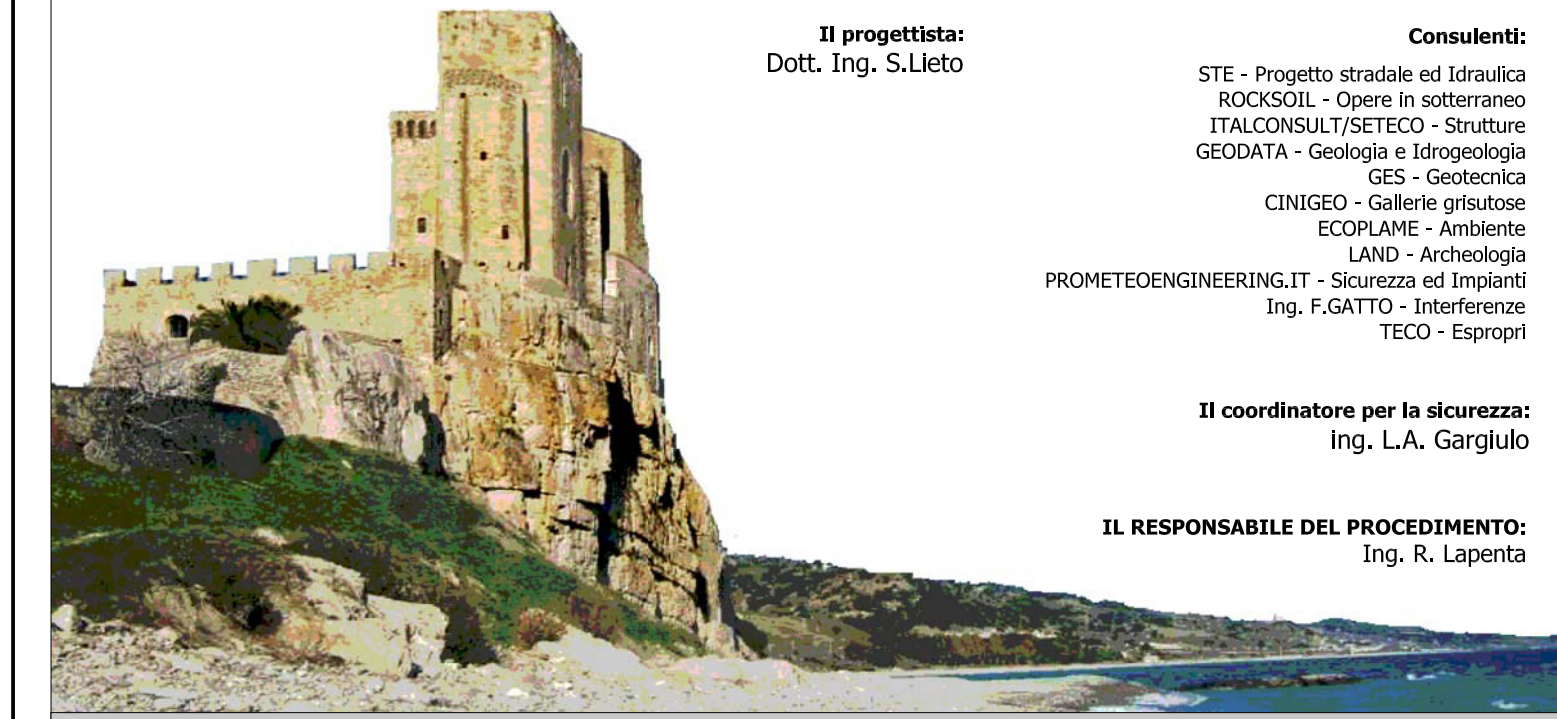 Il progettista:
Dott. Ing. S.Lieto
Consulenti:
STE - Progetto stradale ed Idraulica
ROCKSOIL - Opere in sotterraneo
ITALCONSULT/SETECO - Strutture
GEODATA - Geologia e Idrogeologia
GES - Geotecnica
CINIGEO - Gallerie grisutose
ECOPLAME - Ambiente
LAND - Archeologia
PROMETEOENGINEERING.IT - Sicurezza ed Impianti
Ing. F.GATTO - Interferenze
TECO - Espropri
Il coordinatore per la sicurezza:
ing. L.A. Gargiulo
IL RESPONSABILE DEL PROCEDIMENTO:
Ing. R. Lapenta